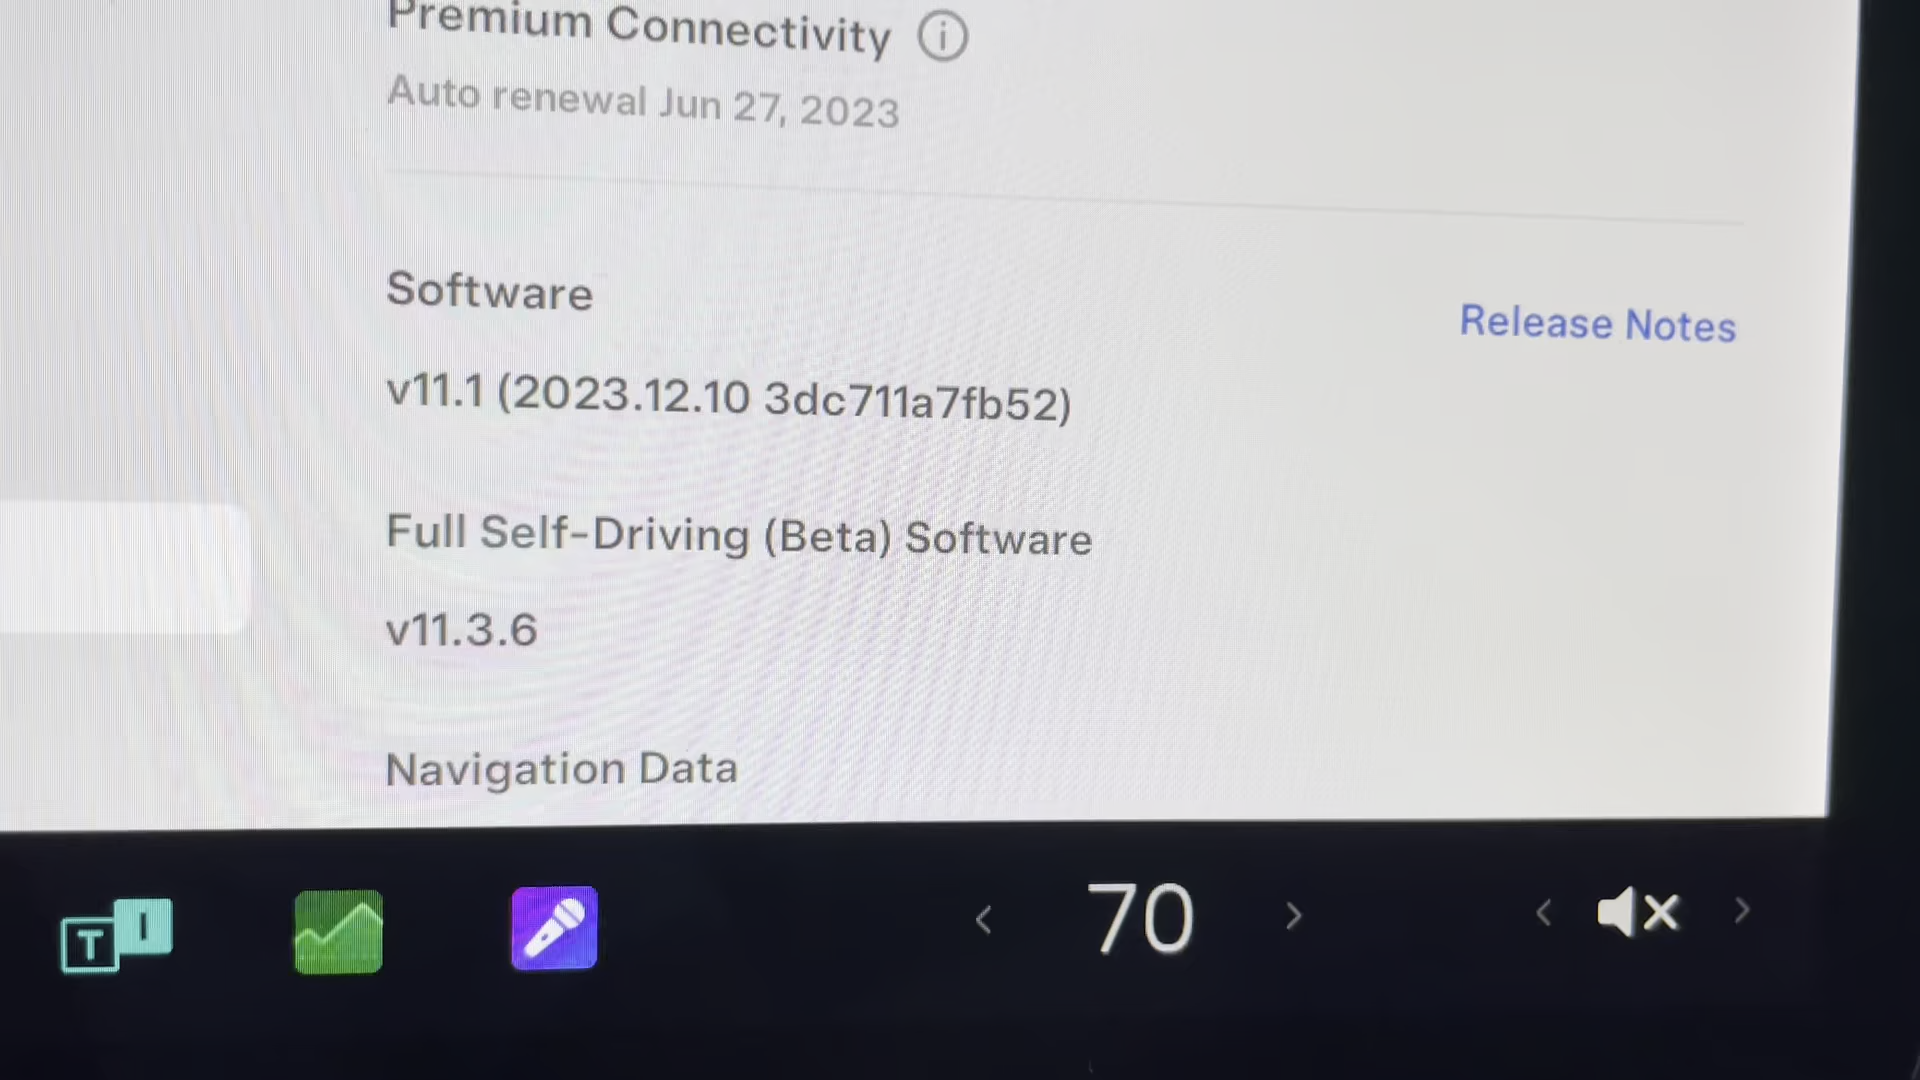 Premium Connectivity
Auto renewal Jun 27, 2023
Software
Release Notes
v11.1 (2023.12.10 3dc711a7fb52)
Full Self-Driving (Beta) Software
v11.3.6
Navigation Data
T I
70